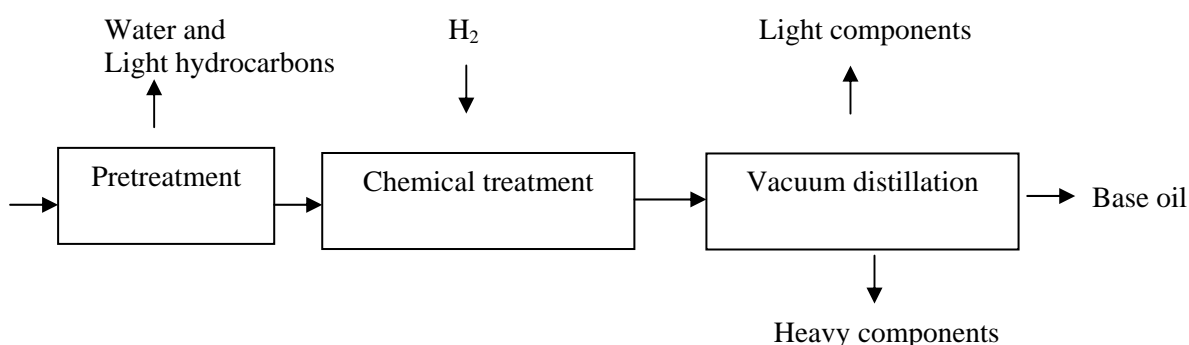 Water and
Light hydrocarbons
H₂
Light components
Pretreatment
Chemical treatment
Vacuum distillation
Base oil
Heavy components